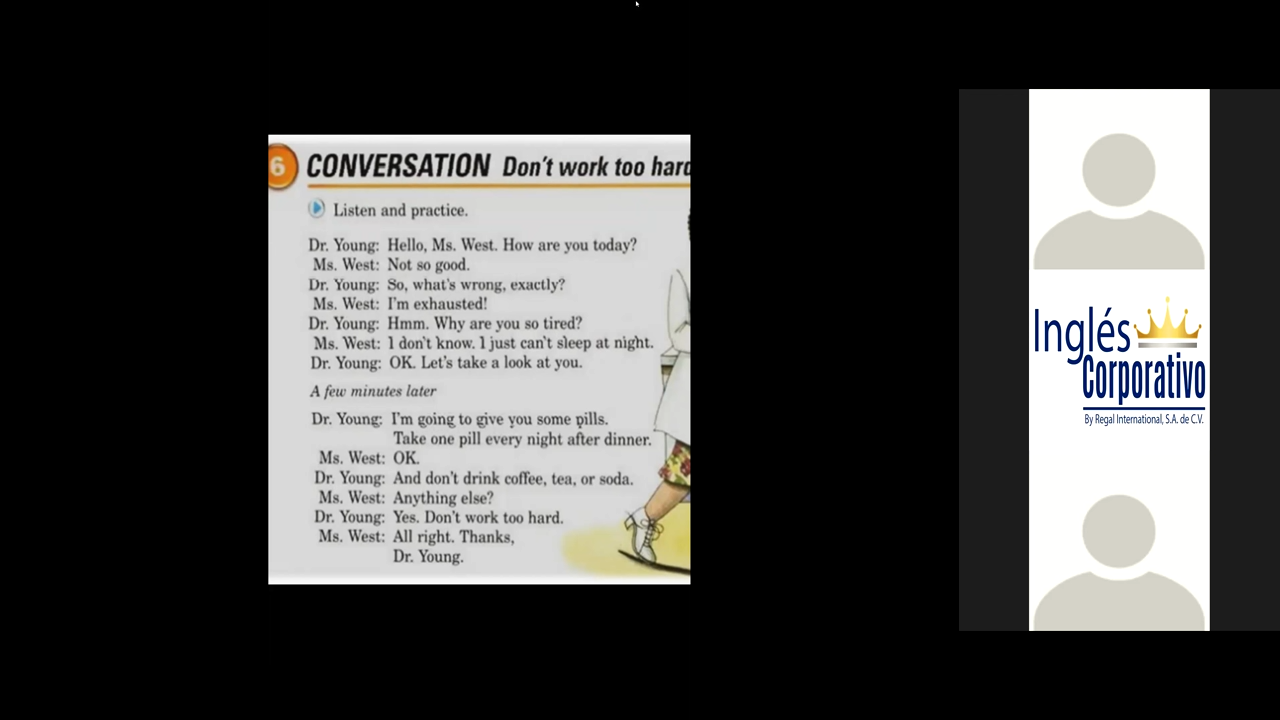 6 CONVERSATION Don't work too hard
Listen and practice.
Dr. Young: Hello, Ms. West. How are you today?
Ms. West: Not so good.
Dr. Young: So, what's wrong, exactly?
Ms. West: I'm exhausted!
Dr. Young: Hmm. Why are you so tired?
Ms. West: I don't know. I just can't sleep at night.
Dr. Young: OK. Let's take a look at you.
A few minutes later
Dr. Young: I'm going to give you some pills.
Take one pill every night after dinner.
Ms. West: OK.
Dr. Young: And don't drink coffee, tea, or soda.
Ms. West: Anything else?
Dr. Young: Yes. Don't work too hard.
Ms. West: All right. Thanks,
Dr. Young.
Inglés
Corporativo
By Regal International, S.A. de C.V.